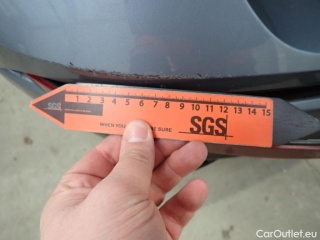 SGS
1 2 3 4 5 6 7 8 9 10 11 12 13 14 15
WHEN YOU BE SURE
SGS
CarOutlet.eu